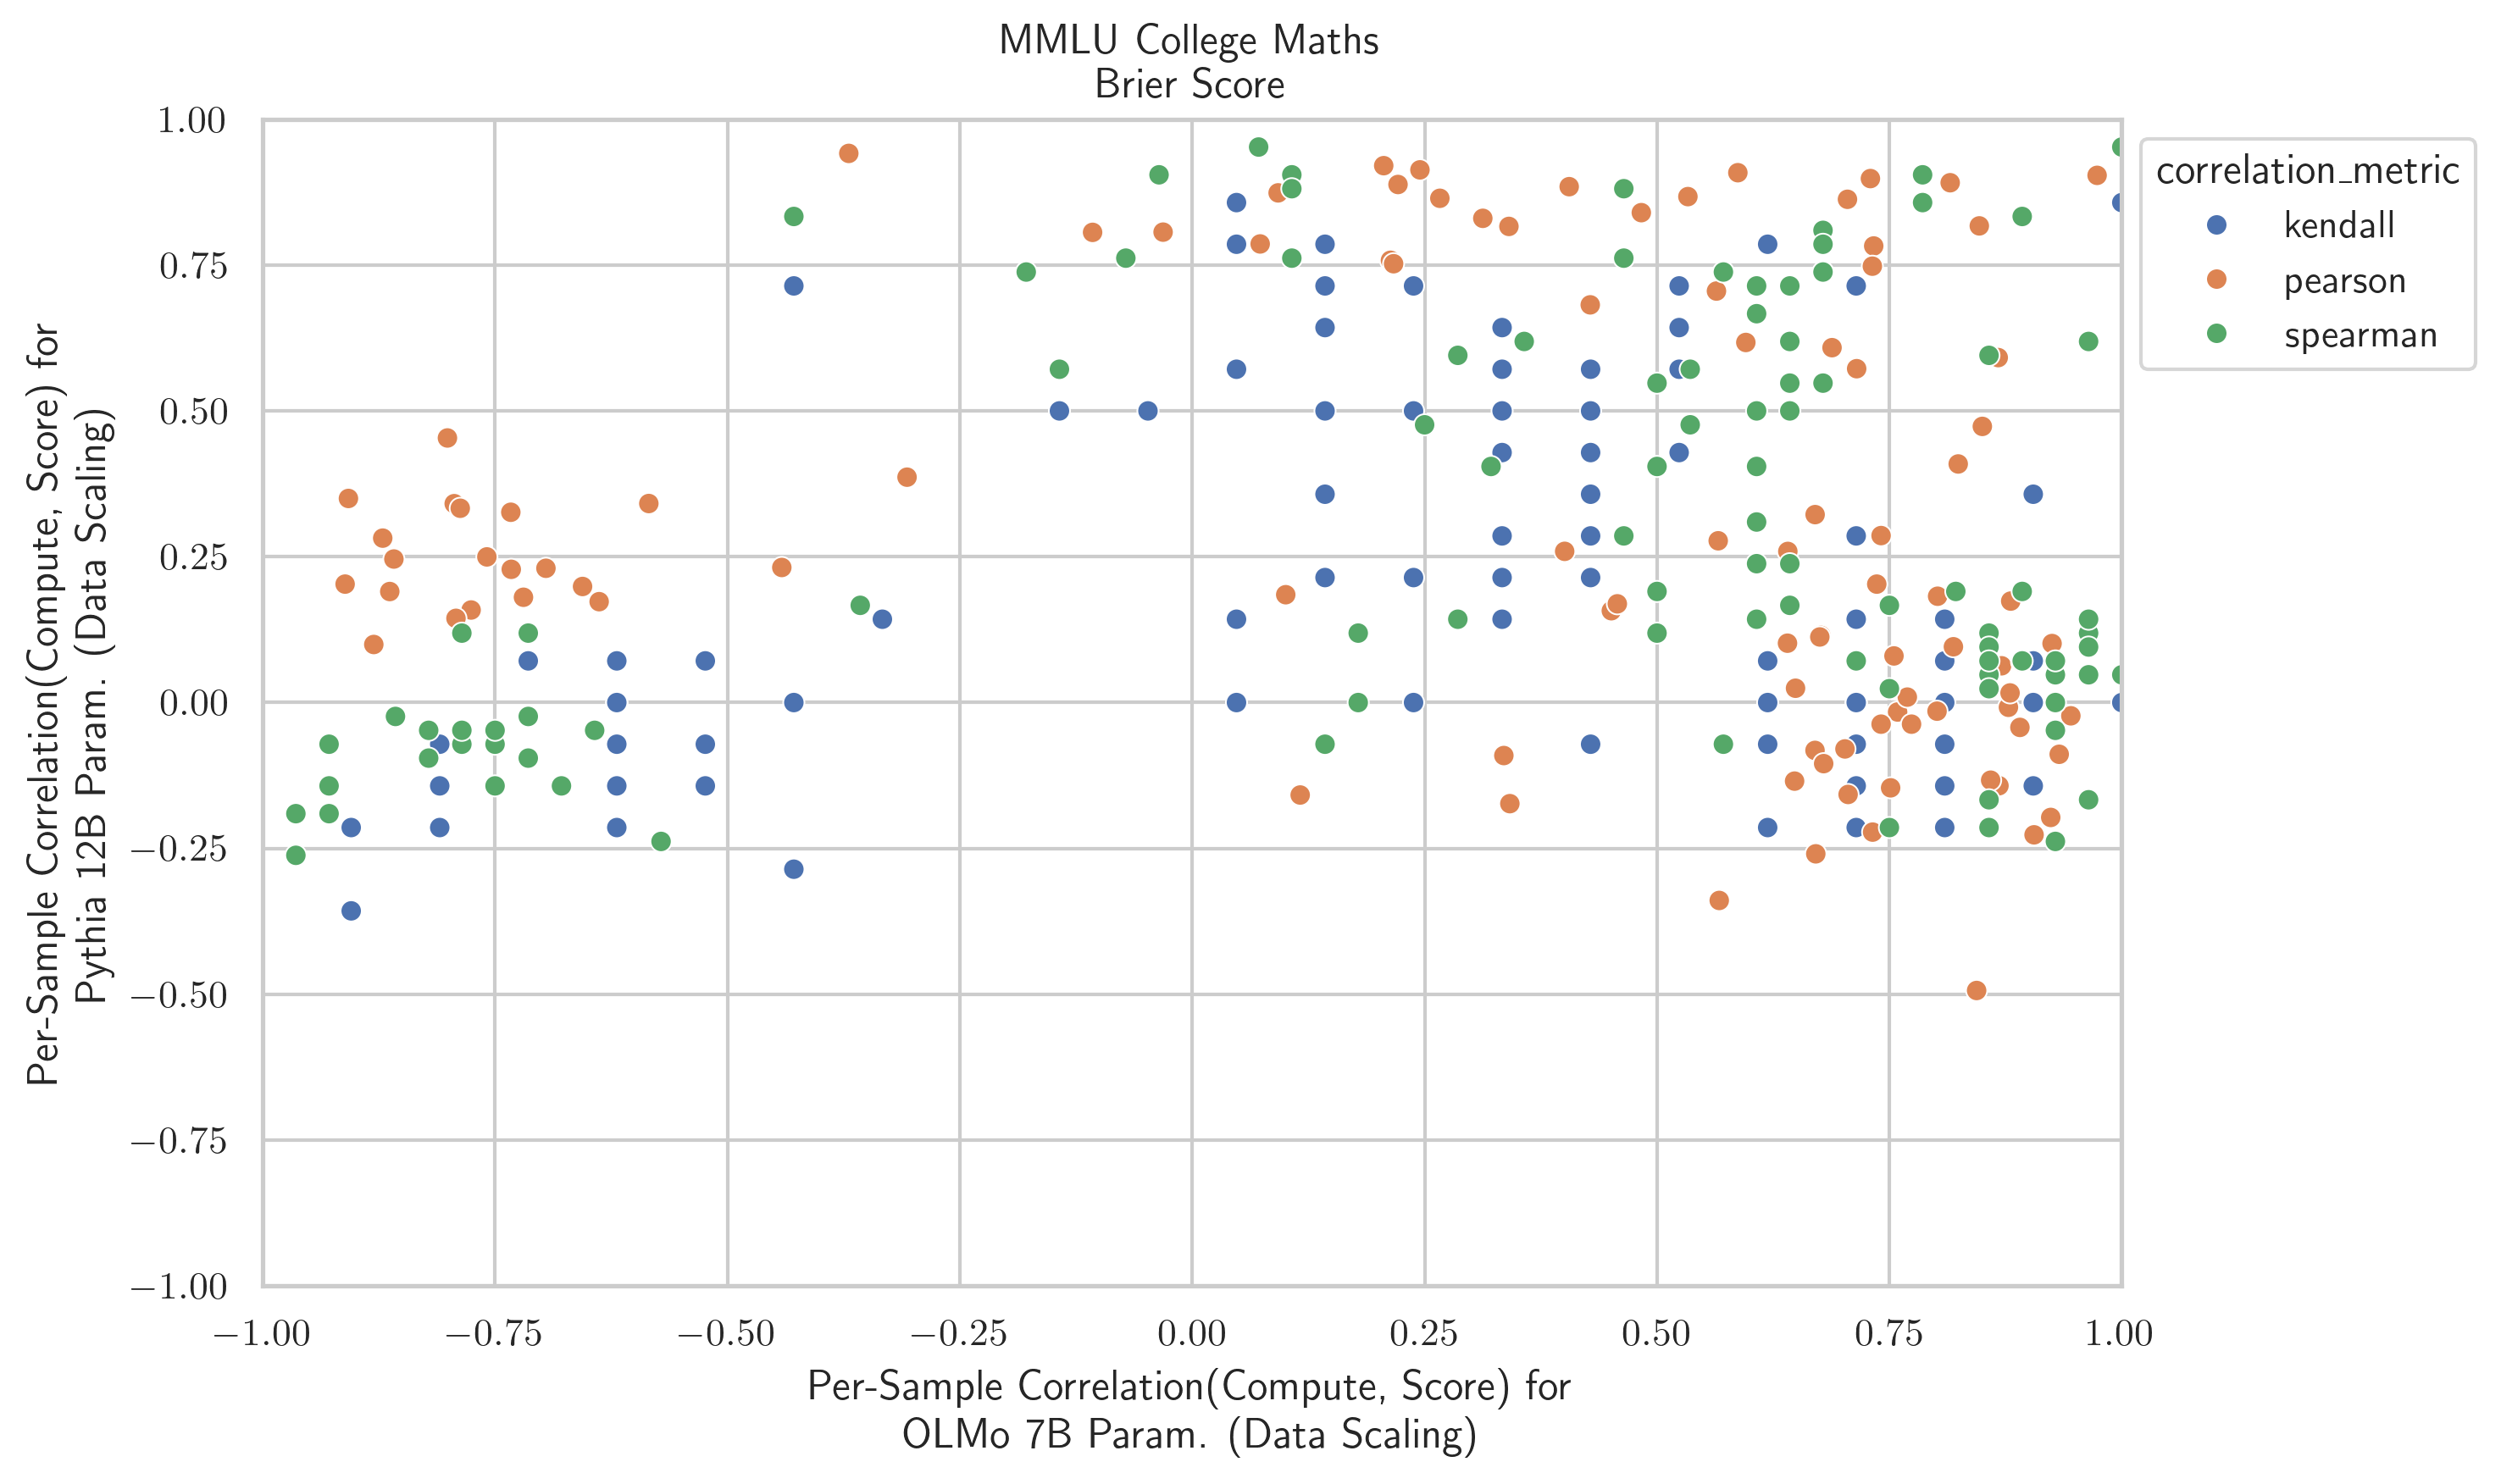 MMLU College Maths
Brier Score
1.00
0.75
0.50
0.25
0.00
−0.25
−0.50
−0.75
−1.00
Per-Sample Correlation(Compute, Score) for
Pythia 12B Param. (Data Scaling)
−1.00 −0.75 −0.50 −0.25 0.00 0.25 0.50 0.75 1.00
Per-Sample Correlation(Compute, Score) for
OLMo 7B Param. (Data Scaling)
correlation_metric
kendall
pearson
spearman